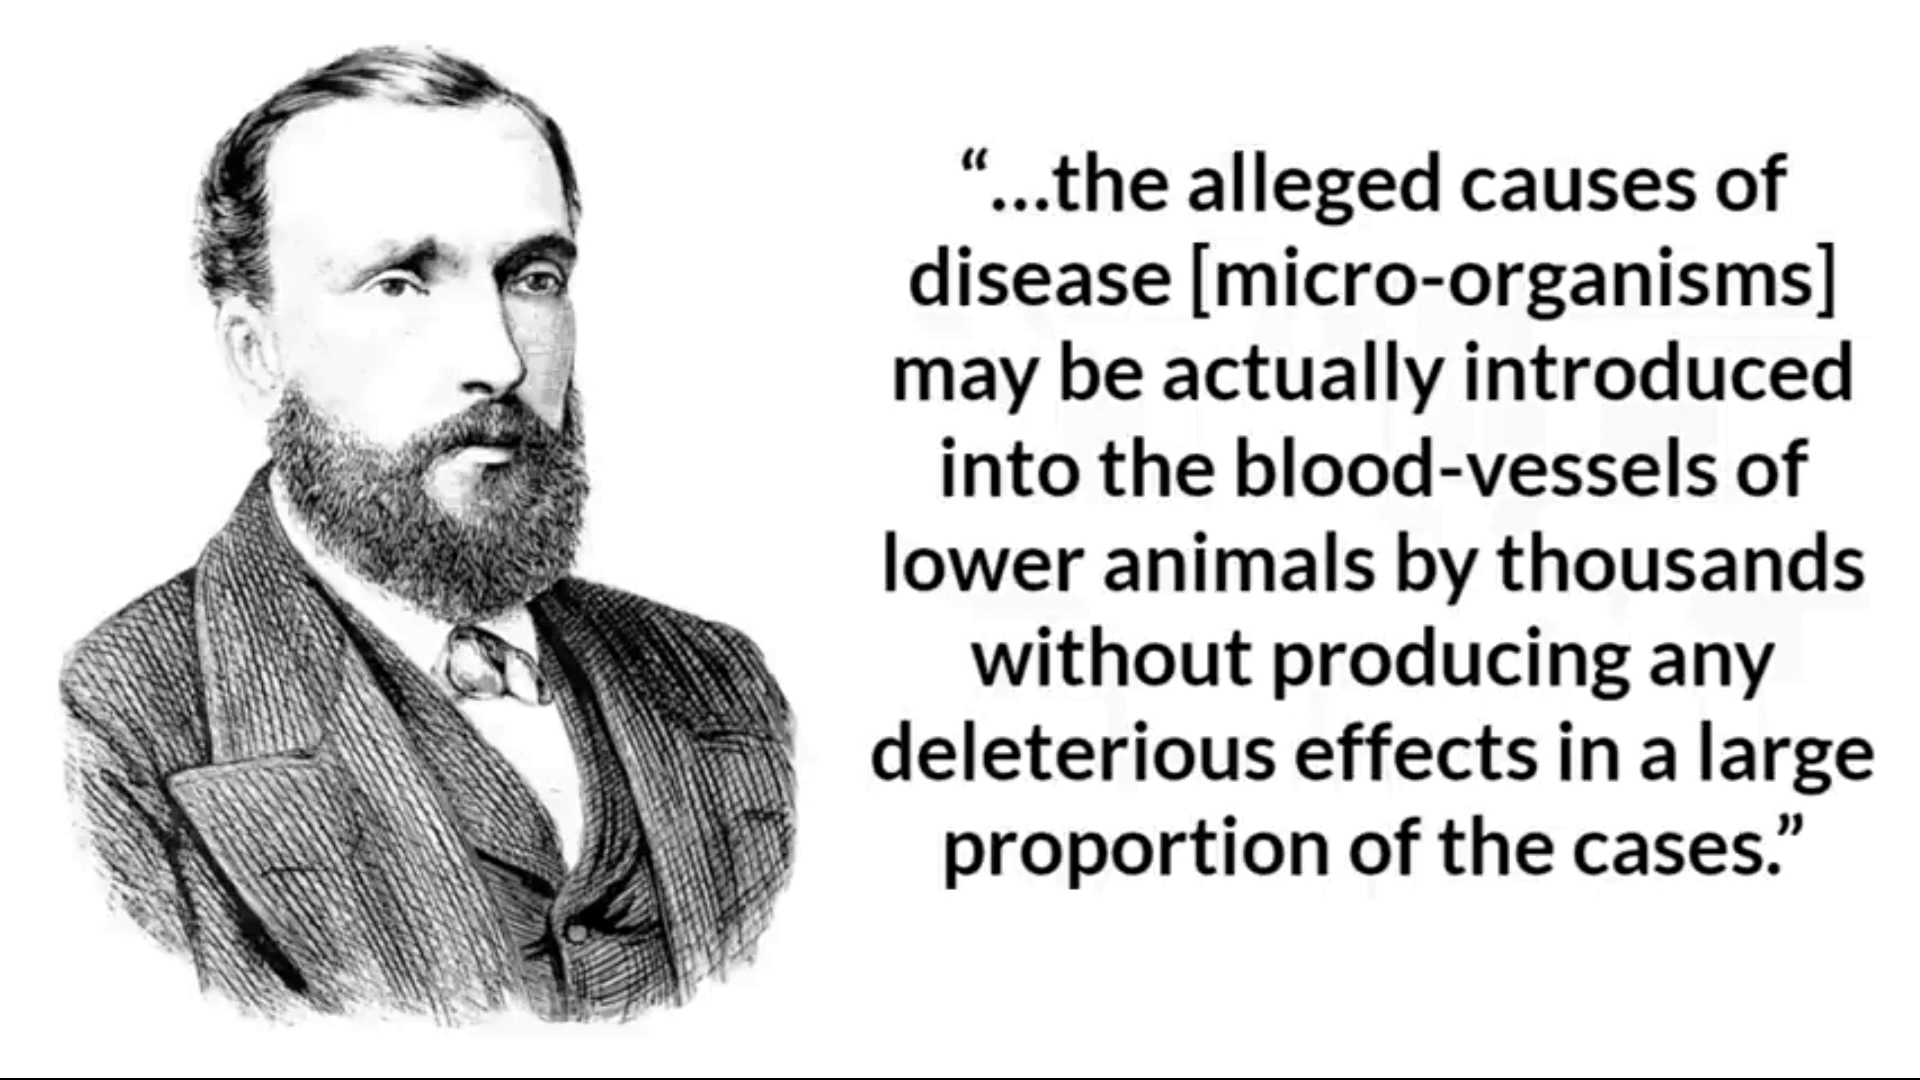 “...the alleged causes of
disease [micro-organisms]
may be actually introduced
into the blood-vessels of
lower animals by thousands
without producing any
deleterious effects in a large
proportion of the cases.”